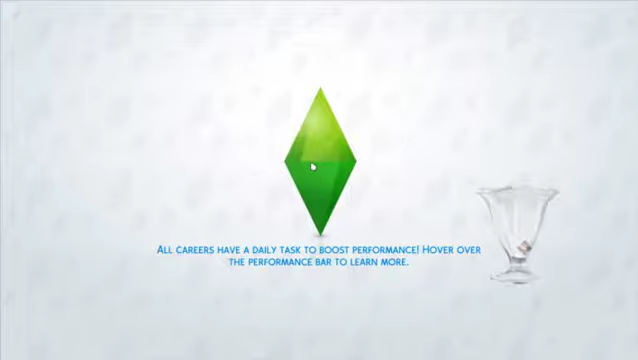 All careers have a daily task to boost performance! Hover over
the performance bar to learn more.